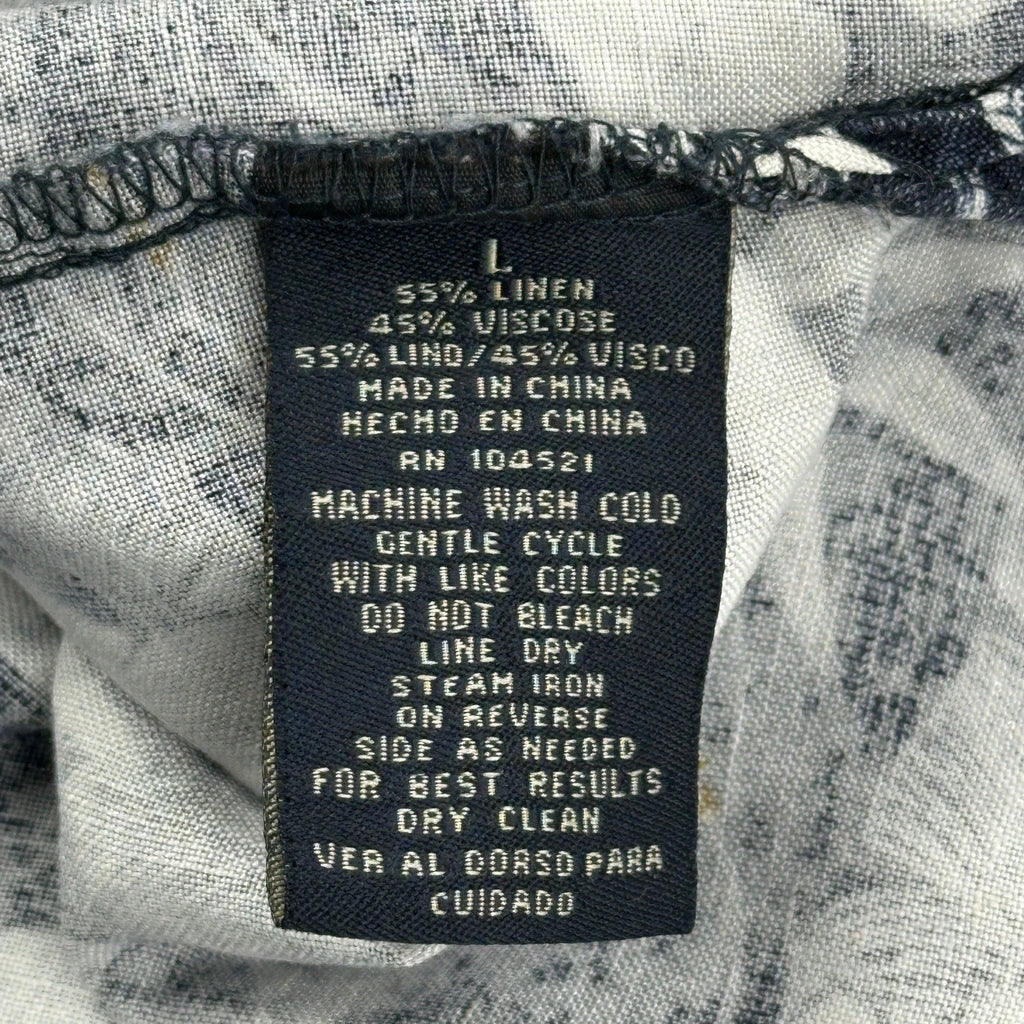 L
55% LINEN
45% VISCOSE
55% LINO/45% VISCO
MADE IN CHINA
HECHO EN CHINA
RN 104521
MACHINE WASH COLD
GENTLE CYCLE
WITH LIKE COLORS
DO NOT BLEACH
LINE DRY
STEAM IRON
ON REVERSE
SIDE AS NEEDED
FOR BEST RESULTS
DRY CLEAN
VER AL DORSO PARA
CUIDADO